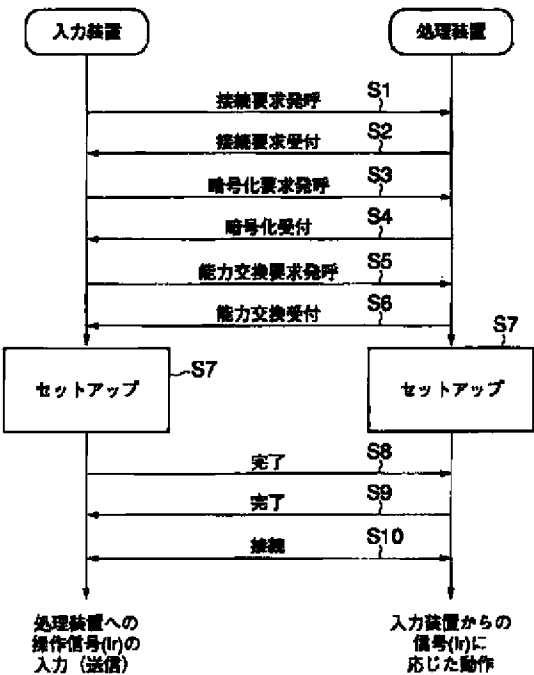 入力装置
処理装置
接続要求発呼 S1
接続要求受付 S2
暗号化要求発呼 S3
暗号化受付 S4
能力交換要求発呼 S5
能力交換受付 S6
S7
セットアップ
S7
セットアップ
完了 S8
完了 S9
接続 S10
処理装置への
操作信号(Ir)の
入力（送信）
入力装置からの
信号(Ir)に
応じた動作